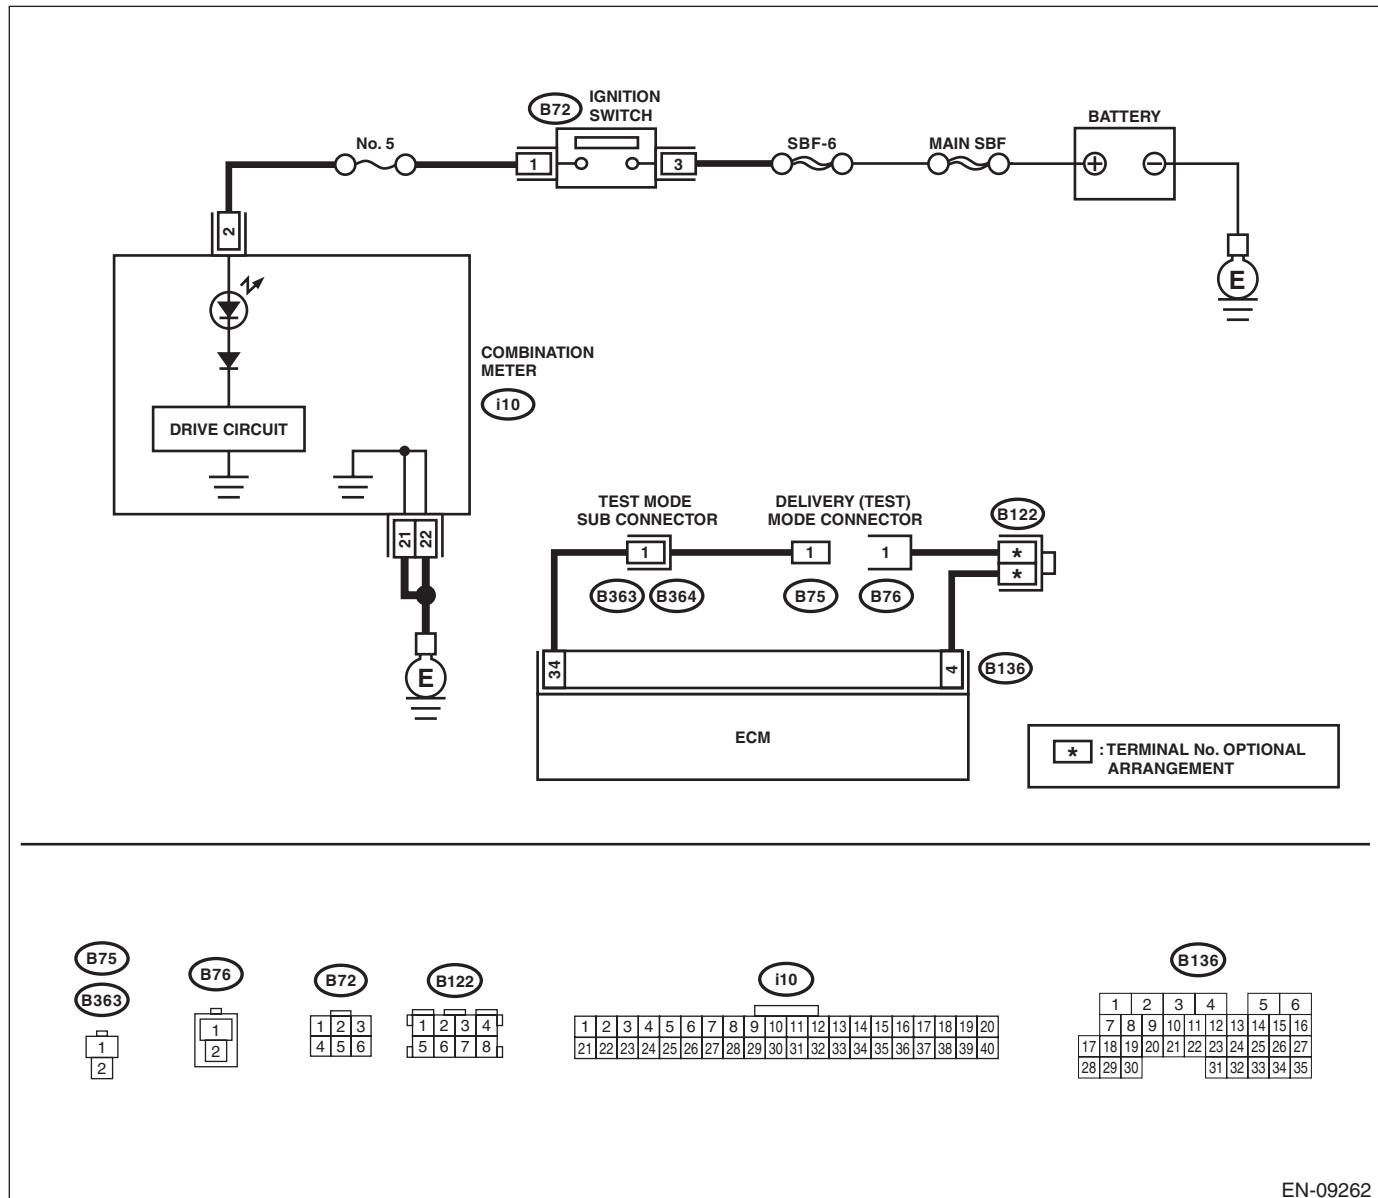 B72
IGNITION
SWITCH
No. 5
1
3
SBF-6
MAIN SBF
BATTERY
+
−
2
E
COMBINATION
METER
i10
DRIVE CIRCUIT
21
22
E
TEST MODE
SUB CONNECTOR
DELIVERY (TEST)
MODE CONNECTOR
B122
1
1
1
*
*
B363
B364
B75
B76
34
4
B136
ECM
* : TERMINAL No. OPTIONAL
ARRANGEMENT
B75
B363
1
2
B76
1
2
B72
1 2 3
4 5 6
B122
1 2 3 4
5 6 7 8
i10
1 2 3 4 5 6 7 8 9 10 11 12 13 14 15 16 17 18 19 20
21 22 23 24 25 26 27 28 29 30 31 32 33 34 35 36 37 38 39 40
B136
1 2 3 4 5 6
7 8 9 10 11 12 13 14 15 16
17 18 19 20 21 22 23 24 25 26 27
28 29 30 31 32 33 34 35
EN-09262